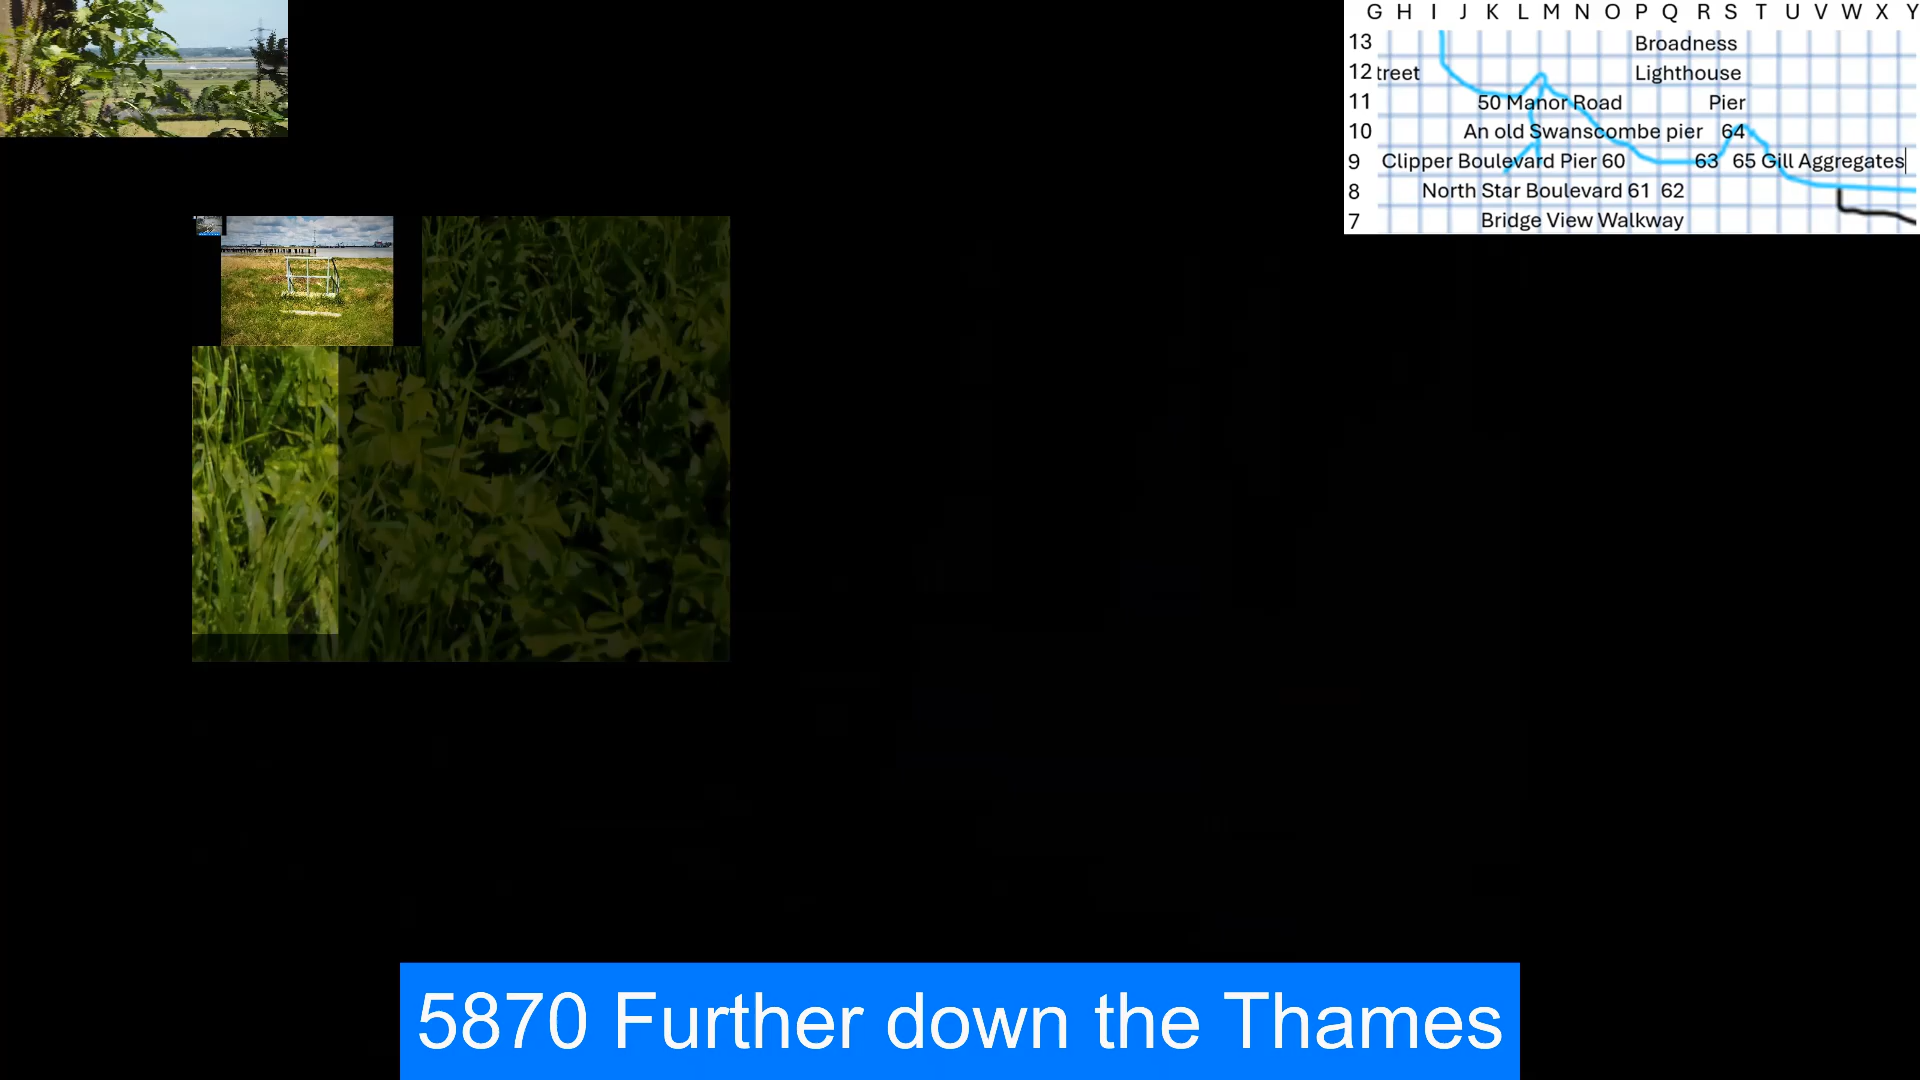 G H I J K L M N O P Q R S T U V W X Y
13 Broadness
12 treet Lighthouse
11 50 Manor Road Pier
10 An old Swanscombe pier 64
9 Clipper Boulevard Pier 60 63 65 Gill Aggregates
8 North Star Boulevard 61 62
7 Bridge View Walkway
5870 Further down the Thames